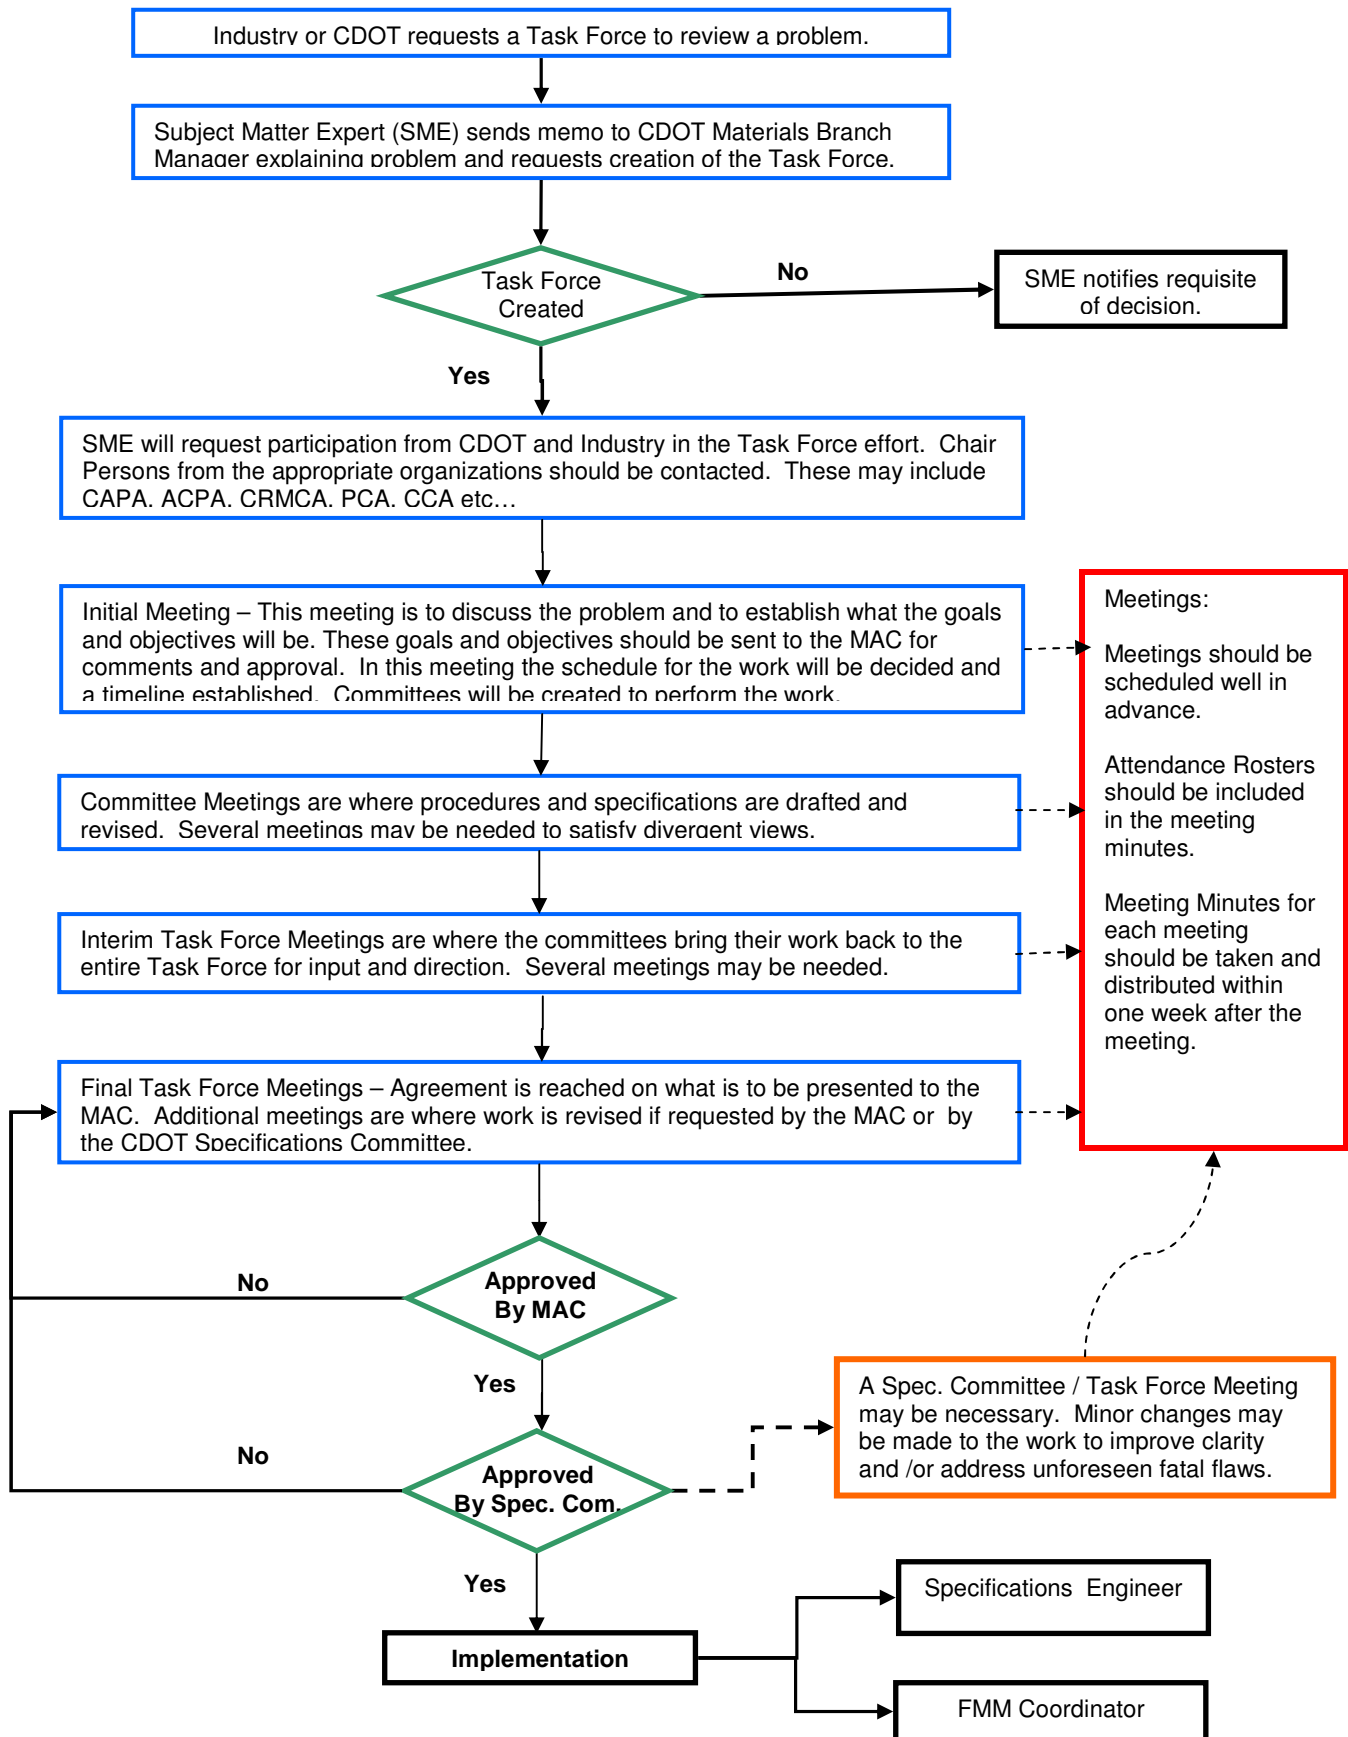 Industry or CDOT requests a Task Force to review a problem.
Subject Matter Expert (SME) sends memo to CDOT Materials Branch
Manager explaining problem and requests creation of the Task Force.
Task Force
Created
No
SME notifies requisite
of decision.
Yes
SME will request participation from CDOT and Industry in the Task Force effort.  Chair
Persons from the appropriate organizations should be contacted.  These may include
CAPA, ACPA, CRMCA, PCA, CCA etc…
Initial Meeting – This meeting is to discuss the problem and to establish what the goals
and objectives will be. These goals and objectives should be sent to the MAC for
comments and approval.  In this meeting the schedule for the work will be decided and
a timeline established.  Committees will be created to perform the work.
Meetings:
Meetings should be
scheduled well in
advance.
Attendance Rosters
should be included
in the meeting
minutes.
Meeting Minutes for
each meeting
should be taken and
distributed within
one week after the
meeting.
Committee Meetings are where procedures and specifications are drafted and
revised.  Several meetings may be needed to satisfy divergent views.
Interim Task Force Meetings are where the committees bring their work back to the
entire Task Force for input and direction.  Several meetings may be needed.
Final Task Force Meetings – Agreement is reached on what is to be presented to the
MAC.  Additional meetings are where work is revised if requested by the MAC or  by
the CDOT Specifications Committee.
Approved
By MAC
No
Yes
A Spec. Committee / Task Force Meeting
may be necessary.  Minor changes may
be made to the work to improve clarity
and /or address unforeseen fatal flaws.
No
Approved
By Spec. Com.
Yes
Specifications  Engineer
Implementation
FMM Coordinator